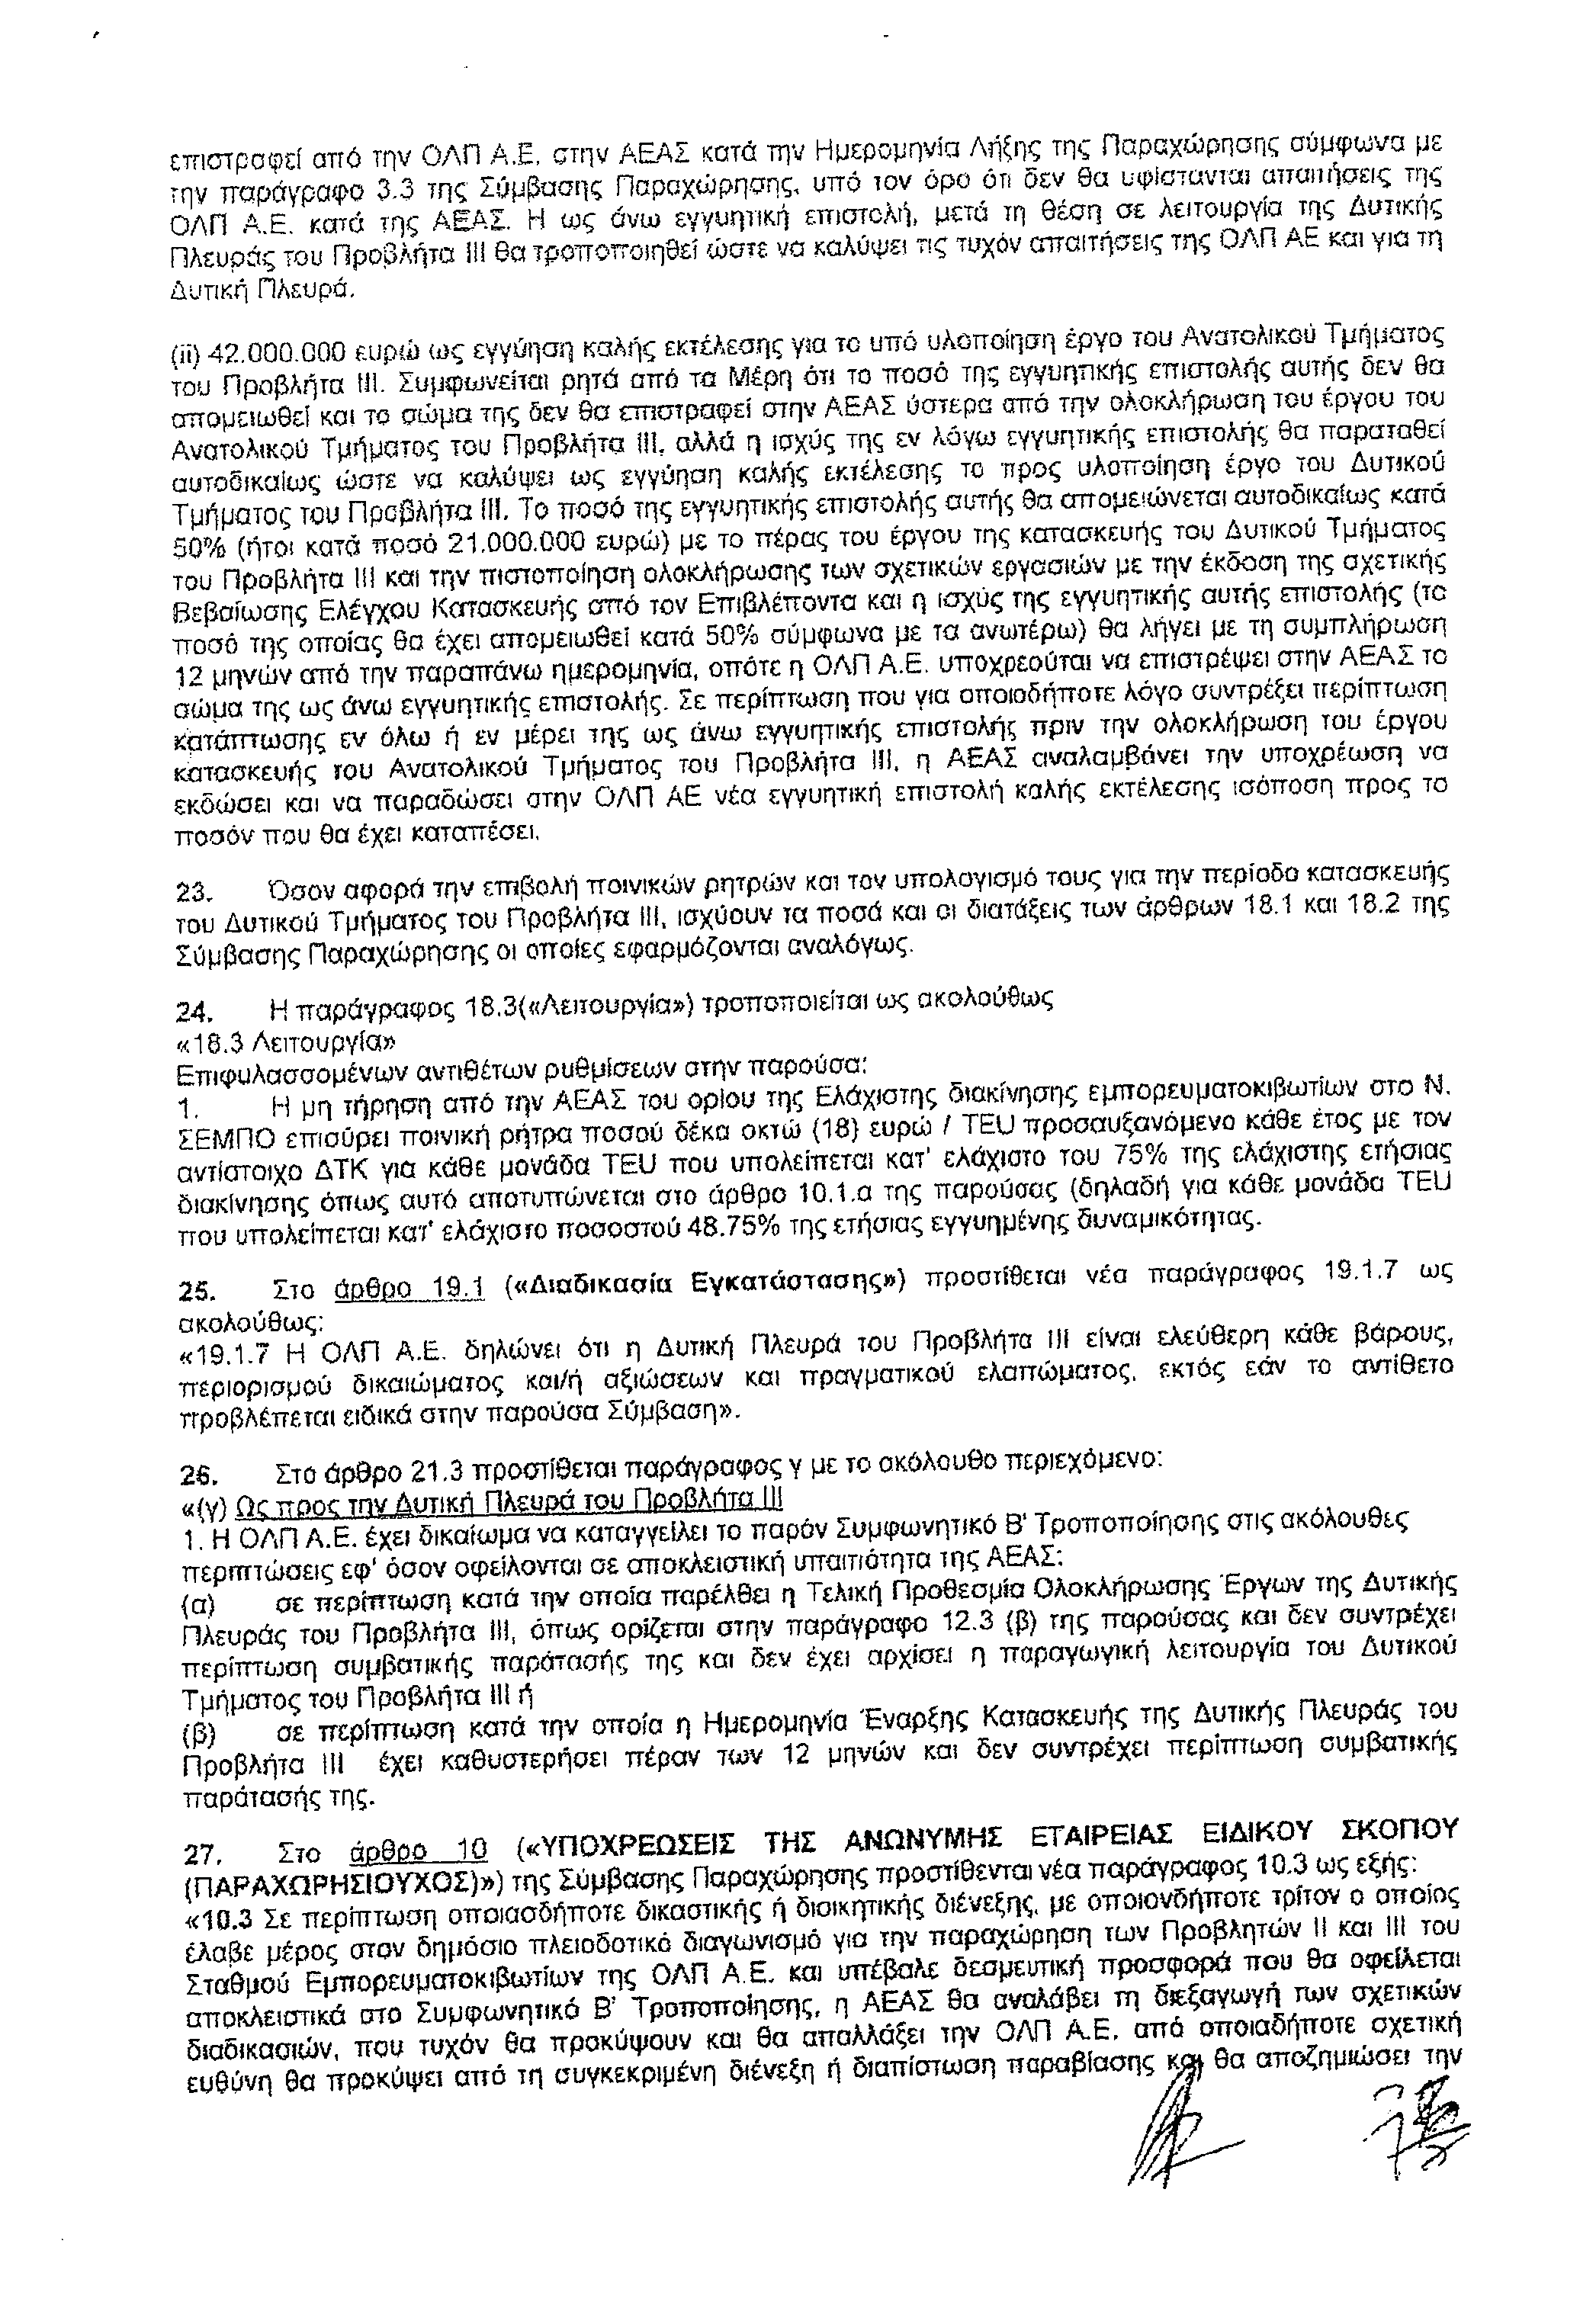 επιστραφεί από την ΟΛΠ Α.Ε. στην ΑΕΑΣ κατά την Ημερομηνία Λήξης της Παραχώρησης σύμφωνα με
την παράγραφο 3.3 της Σύμβασης Παραχώρησης, υπό τον όρο ότι δεν θα υφίστανται απαιτήσεις της
ΟΛΠ Α.Ε. κατά της ΑΕΑΣ. Η ως άνω εγγυητική επιστολή, μετά τη θέση σε λειτουργία της Δυτικής
Πλευράς του Προβλήτα III θα τροποποιηθεί ώστε να καλύψει τις τυχόν απαιτήσεις της ΟΛΠ ΑΕ και για τη
Δυτική Πλευρά.
(ii) 42.000.000 ευρώ ως εγγύηση καλής εκτέλεσης για το υπό υλοποίηση έργο του Ανατολικού Τμήματος
του Προβλήτα III. Συμφωνείται ρητά από τα Μέρη ότι το ποσό της εγγυητικής επιστολής αυτής δεν θα
απομειωθεί και το σώμα της δεν θα επιστραφεί στην ΑΕΑΣ ύστερα από την ολοκλήρωση του έργου του
Ανατολικού Τμήματος του Προβλήτα III, αλλά η ισχύς της εν λόγω εγγυητικής επιστολής θα παραταθεί
αυτοδικαίως ώστε να καλύψει ως εγγύηση καλής εκτέλεσης το προς υλοποίηση έργο του Δυτικού
Τμήματος του Προβλήτα III. Το ποσό της εγγυητικής επιστολής αυτής θα απομειώνεται αυτοδικαίως κατά
50% (ήτοι κατά ποσό 21.000.000 ευρώ) με το πέρας του έργου της κατασκευής του Δυτικού Τμήματος
του Προβλήτα III και την πιστοποίηση ολοκλήρωσης των σχετικών εργασιών με την έκδοση της σχετικής
Βεβαίωσης Ελέγχου Κατασκευής από τον Επιβλέποντα και η ισχύς της εγγυητικής αυτής επιστολής (το
ποσό της οποίας θα έχει απομειωθεί κατά 50% σύμφωνα με τα ανωτέρω) θα λήγει με τη συμπλήρωση
12 μηνών από την παραπάνω ημερομηνία, οπότε η ΟΛΠ Α.Ε. υποχρεούται να επιστρέψει στην ΑΕΑΣ το
σώμα της ως άνω εγγυητικής επιστολής. Σε περίπτωση που για οποιοδήποτε λόγο συντρέξει περίπτωση
κατάπτωσης εν όλω ή εν μέρει της ως άνω εγγυητικής επιστολής πριν την ολοκλήρωση του έργου
κατασκευής του Ανατολικού Τμήματος του Προβλήτα III, η ΑΕΑΣ αναλαμβάνει την υποχρέωση να
εκδώσει και να παραδώσει στην ΟΛΠ ΑΕ νέα εγγυητική επιστολή καλής εκτέλεσης ισόποση προς το
ποσόν που θα έχει καταπέσει.
23. Όσον αφορά την επιβολή ποινικών ρητρών και τον υπολογισμό τους για την περίοδο κατασκευής
του Δυτικού Τμήματος του Προβλήτα III, ισχύουν τα ποσά και οι διατάξεις των άρθρων 18.1 και 18.2 της
Σύμβασης Παραχώρησης οι οποίες εφαρμόζονται αναλόγως.
24. Η παράγραφος 18.3(«Λειτουργία») τροποποιείται ως ακολούθως
«18.3 Λειτουργία»
Επιφυλασσομένων αντιθέτων ρυθμίσεων στην παρούσα:
1. Η μη τήρηση από την ΑΕΑΣ του ορίου της Ελάχιστης διακίνησης εμπορευματοκιβωτίων στο Ν.
ΣΕΜΠΟ επισύρει ποινική ρήτρα ποσού δέκα οκτώ (18) ευρώ / TEU προσαυξανόμενο κάθε έτος με τον
αντίστοιχο ΔΤΚ για κάθε μονάδα TEU που υπολείπεται κατ' ελάχιστο του 75% της ελάχιστης ετήσιας
διακίνησης όπως αυτό αποτυπώνεται στο άρθρο 10.1.α της παρούσας (δηλαδή για κάθε μονάδα TEU
που υπολείπεται κατ' ελάχιστο ποσοστού 48.75% της ετήσιας εγγυημένης δυναμικότητας.
25. Στο άρθρο 19.1 («Διαδικασία Εγκατάστασης») προστίθεται νέα παράγραφος 19.1.7 ως
ακολούθως:
«19.1.7 Η ΟΛΠ Α.Ε. δηλώνει ότι η Δυτική Πλευρά του Προβλήτα III είναι ελεύθερη κάθε βάρους,
περιορισμού δικαιώματος και/ή αξιώσεων και πραγματικού ελαττώματος, εκτός εάν το αντίθετο
προβλέπεται ειδικά στην παρούσα Σύμβαση».
26. Στο άρθρο 21.3 προστίθεται παράγραφος γ με το ακόλουθο περιεχόμενο:
«(γ) Ως προς την Δυτική Πλευρά του Προβλήτα III
1. Η ΟΛΠ Α.Ε. έχει δικαίωμα να καταγγείλει το παρόν Συμφωνητικό Β' Τροποποίησης στις ακόλουθες
περιπτώσεις εφ' όσον οφείλονται σε αποκλειστική υπαιτιότητα της ΑΕΑΣ:
(α) σε περίπτωση κατά την οποία παρέλθει η Τελική Προθεσμία Ολοκλήρωσης Έργων της Δυτικής
Πλευράς του Προβλήτα III, όπως ορίζεται στην παράγραφο 12.3 (β) της παρούσας και δεν συντρέχει
περίπτωση συμβατικής παράτασής της και δεν έχει αρχίσει η παραγωγική λειτουργία του Δυτικού
Τμήματος του Προβλήτα III ή
(β) σε περίπτωση κατά την οποία η Ημερομηνία Έναρξης Κατασκευής της Δυτικής Πλευράς του
Προβλήτα III έχει καθυστερήσει πέραν των 12 μηνών και δεν συντρέχει περίπτωση συμβατικής
παράτασής της.
27. Στο άρθρο 10 («ΥΠΟΧΡΕΩΣΕΙΣ ΤΗΣ ΑΝΩΝΥΜΗΣ ΕΤΑΙΡΕΙΑΣ ΕΙΔΙΚΟΥ ΣΚΟΠΟΥ
(ΠΑΡΑΧΩΡΗΣΙΟΥΧΟΣ)») της Σύμβασης Παραχώρησης προστίθενται νέα παράγραφος 10.3 ως εξής:
«10.3 Σε περίπτωση οποιασδήποτε δικαστικής ή διοικητικής διένεξης, με οποιονδήποτε τρίτον ο οποίος
έλαβε μέρος στον δημόσιο πλειοδοτικό διαγωνισμό για την παραχώρηση των Προβλητών II και III του
Σταθμού Εμπορευματοκιβωτίων της ΟΛΠ Α.Ε. και υπέβαλε δεσμευτική προσφορά που θα οφείλεται
αποκλειστικά στο Συμφωνητικό Β' Τροποποίησης, η ΑΕΑΣ θα αναλάβει τη διεξαγωγή των σχετικών
διαδικασιών, που τυχόν θα προκύψουν και θα απαλλάξει την ΟΛΠ Α.Ε. από οποιαδήποτε σχετική
ευθύνη θα προκύψει από τη συγκεκριμένη διένεξη ή διαπίστωση παραβίασης και θα αποζημιώσει την